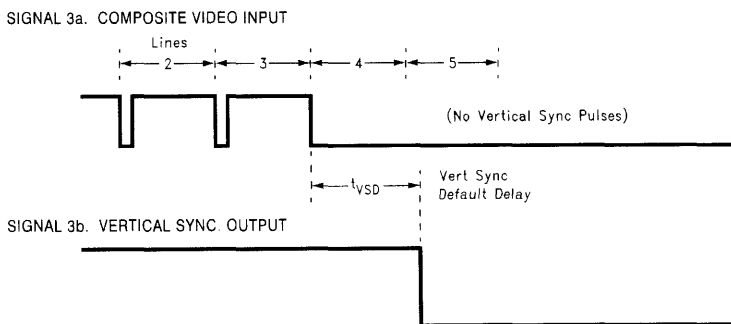 SIGNAL 3a. COMPOSITE VIDEO INPUT
Lines
2 3 4 5
(No Vertical Sync Pulses)
tVSD
Vert Sync
Default Delay
SIGNAL 3b. VERTICAL SYNC. OUTPUT